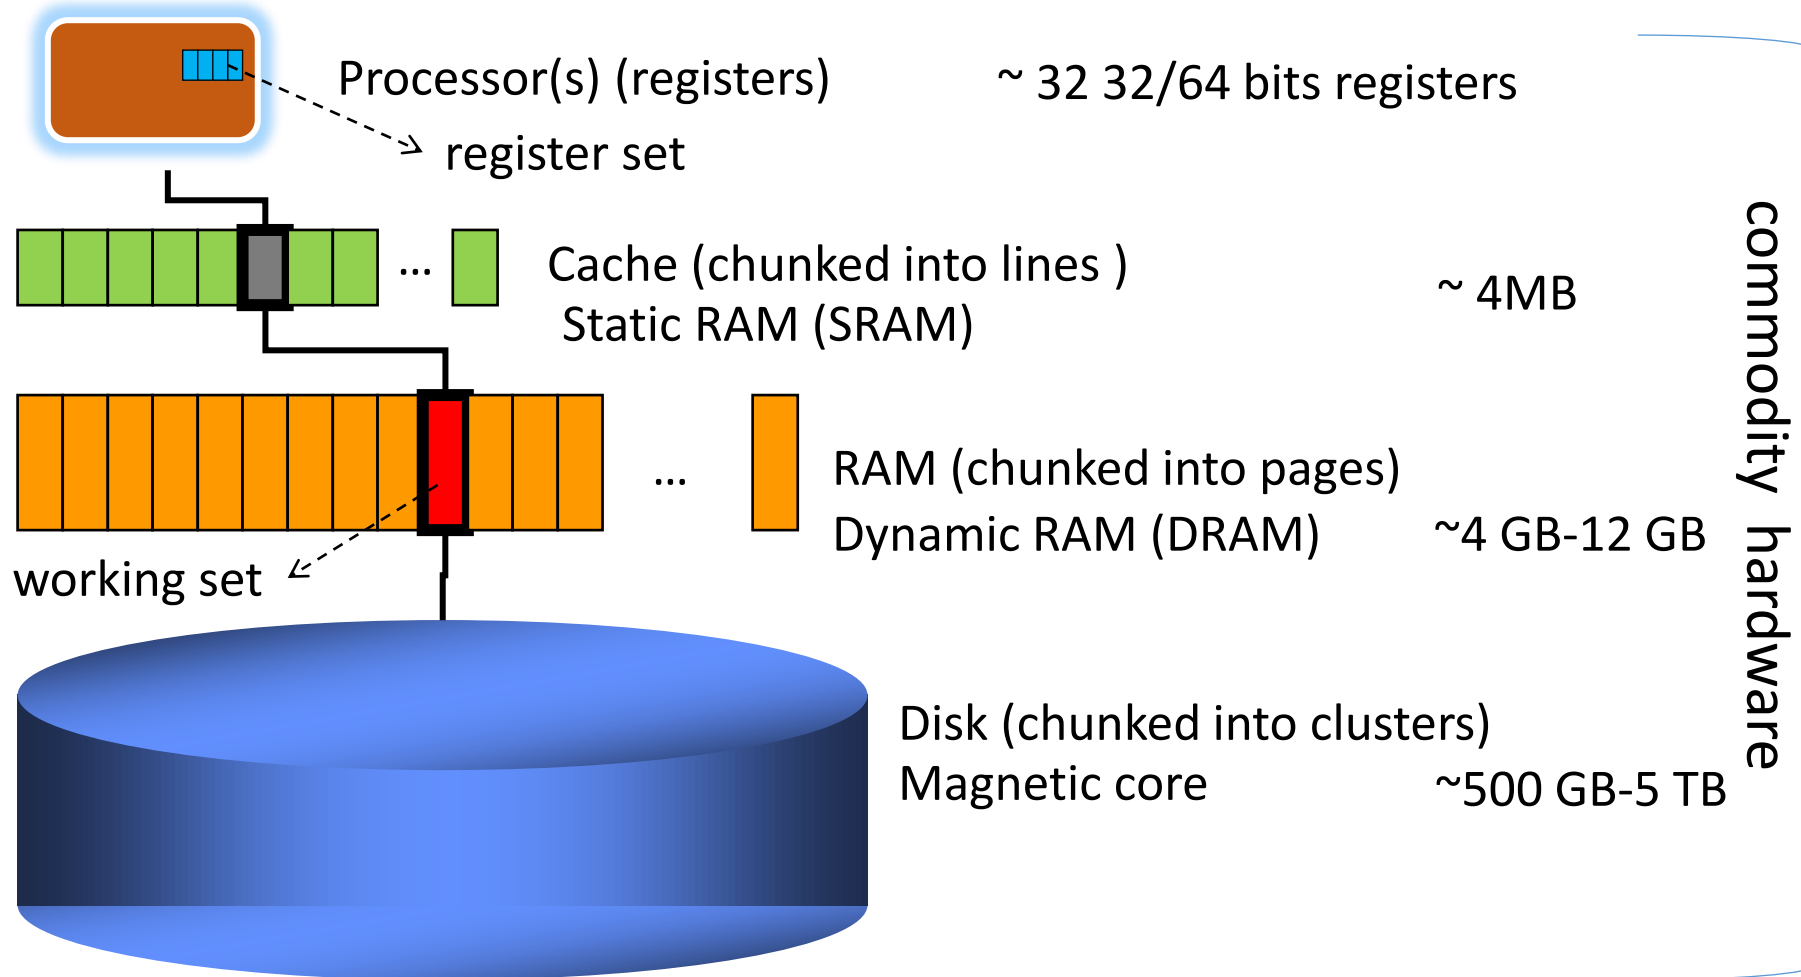 Processor(s) (registers) ~ 32 32/64 bits registers
register set
... Cache (chunked into lines )
~ 4MB
Static RAM (SRAM)
... RAM (chunked into pages)
Dynamic RAM (DRAM) ~4 GB-12 GB
working set
Disk (chunked into clusters)
Magnetic core ~500 GB-5 TB
commodity hardware